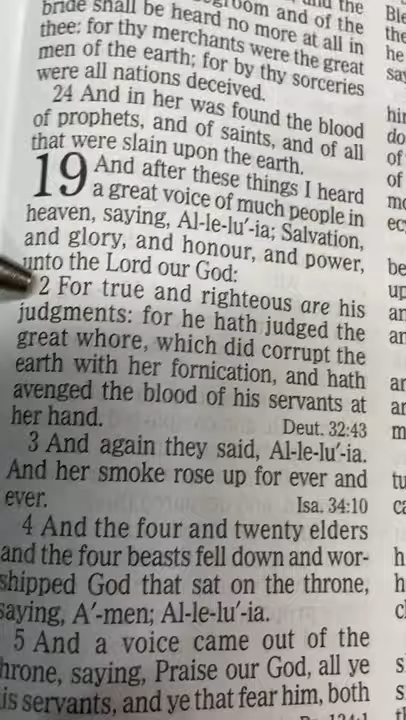 bride shall be heard no more at all in
thee: for thy merchants were the great
men of the earth; for by thy sorceries
were all nations deceived.
24 And in her was found the blood
of prophets, and of saints, and of all
that were slain upon the earth.
19 And after these things I heard
a great voice of much people in
heaven, saying, Al-le-lu′-ia; Salvation,
and glory, and honour, and power,
unto the Lord our God:
2 For true and righteous are his
judgments: for he hath judged the
great whore, which did corrupt the
earth with her fornication, and hath
avenged the blood of his servants at
her hand. Deut. 32:43
3 And again they said, Al-le-lu′-ia.
And her smoke rose up for ever and
ever. Isa. 34:10
4 And the four and twenty elders
and the four beasts fell down and wor-
shipped God that sat on the throne,
saying, A′-men; Al-le-lu′-ia.
5 And a voice came out of the
throne, saying, Praise our God, all ye
is servants, and ye that fear him, both